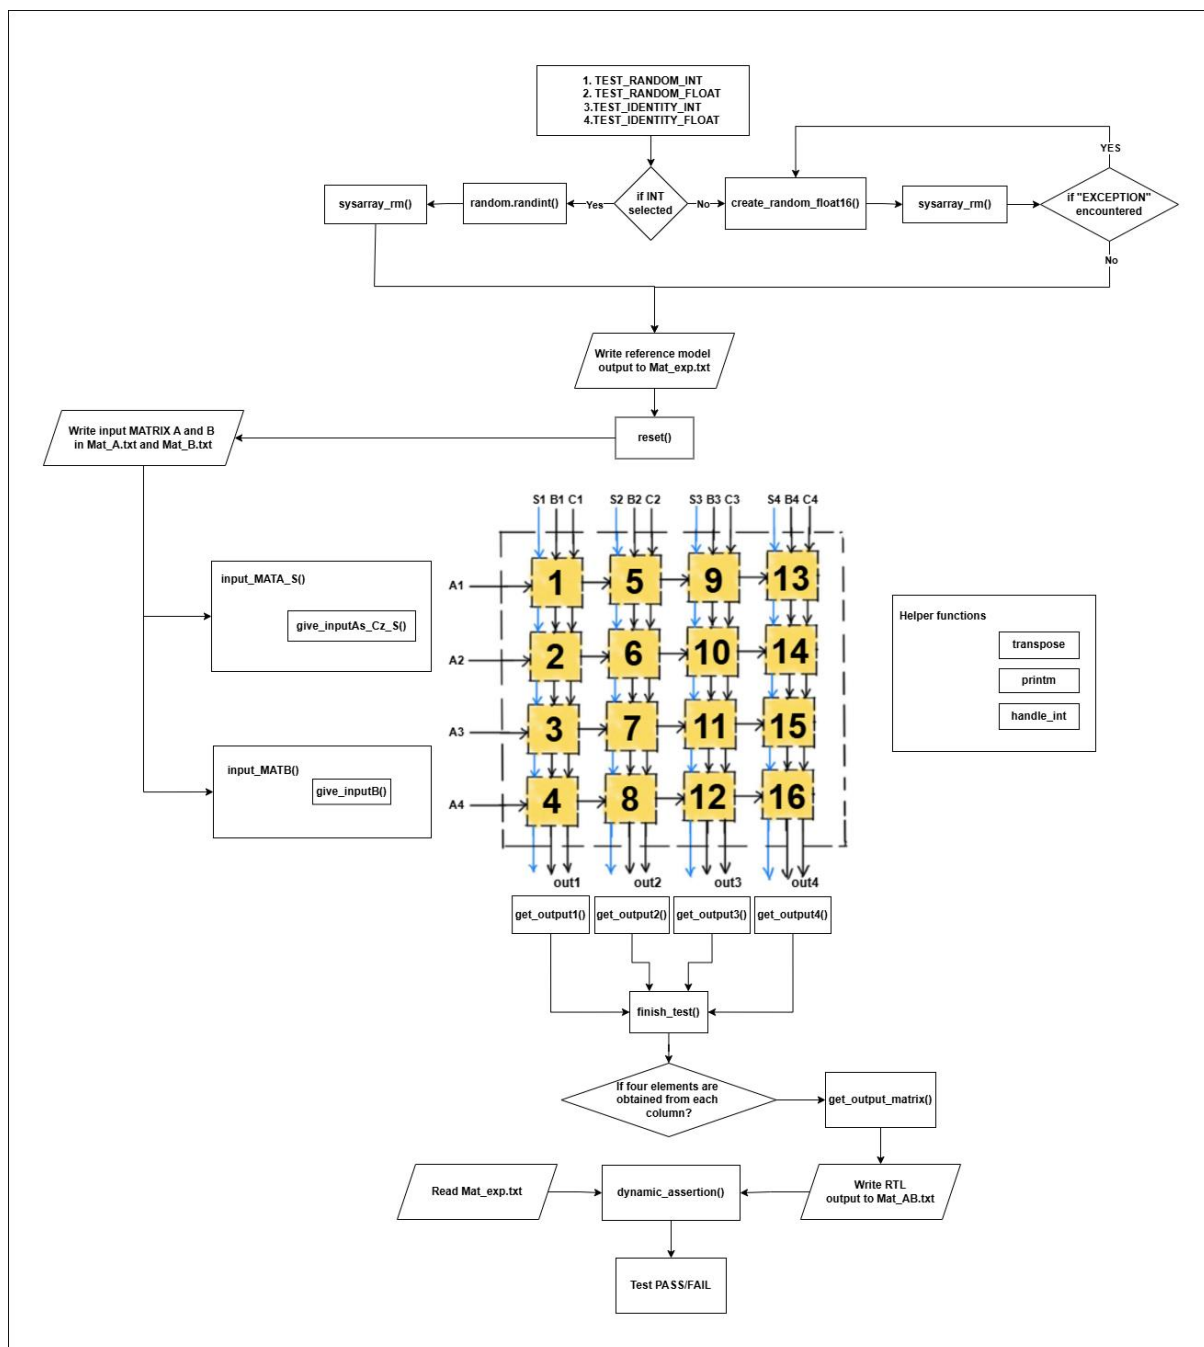 1. TEST_RANDOM_INT
2. TEST_RANDOM_FLOAT
3.TEST_IDENTITY_INT
4.TEST_IDENTITY_FLOAT
YES
sysarray_rm()
random.randint()
Yes
if INT
selected
No
create_random_float16()
sysarray_rm()
if "EXCEPTION"
encountered
No
Write reference model
output to Mat_exp.txt
Write input MATRIX A and B
in Mat_A.txt and Mat_B.txt
reset()
S1 B1 C1
S2 B2 C2
S3 B3 C3
S4 B4 C4
input_MATA_S()
give_inputAs_Cz_S()
A1
1 5 9 13
A2
2 6 10 14
A3
3 7 11 15
A4
4 8 12 16
Helper functions
transpose
printm
handle_int
input_MATB()
give_inputB()
out1
out2
out3
out4
get_output1()
get_output2()
get_output3()
get_output4()
finish_test()
If four elements are
obtained from each
column?
get_output_matrix()
Read Mat_exp.txt
dynamic_assertion()
Write RTL
output to Mat_AB.txt
Test PASS/FAIL